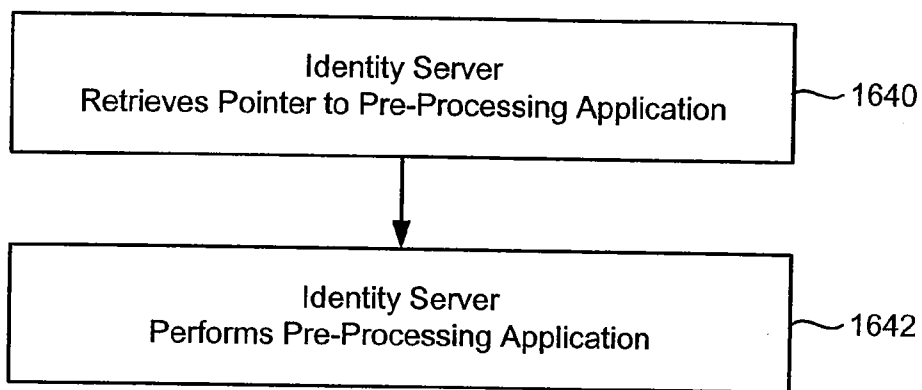 Identity Server
Retrieves Pointer to Pre-Processing Application
1640
Identity Server
Performs Pre-Processing Application
1642